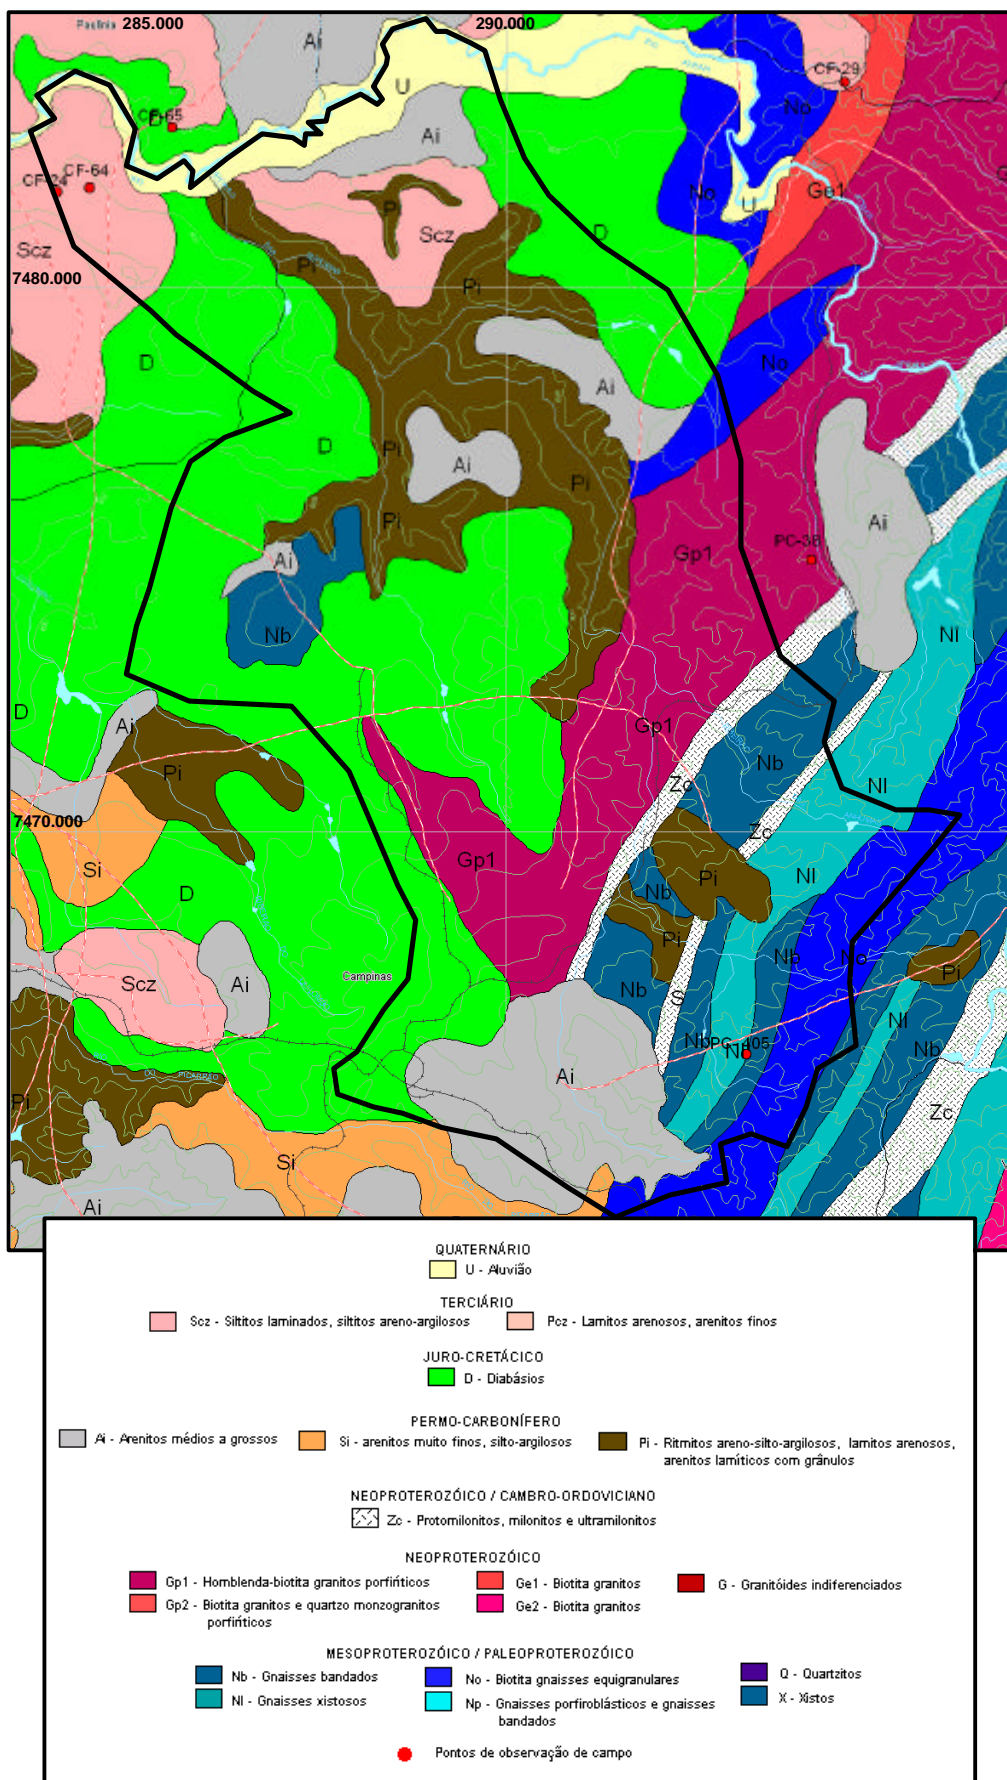 Paulínia
285.000
290.000
Ai
CF-29
U
No
CF-65
D
Ai
CF-64
CF-24
P
No
Ge1
U
G
Scz
Scz
D
7480.000
Pi
Pi
D
No
Ai
D
Pi
Ai
Pi
Pi
Ai
Gp1
PC-38
Ai
Nb
Nl
D
Ai
Gp1
Pi
Zc
Nb
Nl
7470.000
Zc
Si
Gp1
Pi
Nl
D
Nb
Pi
Nb
No
Pi
Campinas
Scz
Ai
Nb
S
Nl
Nb
PC-105
Nb
Ai
Pi
PICARRÃO
Zc
Si
Ai
QUATERNÁRIO
U - Aluvião
TERCIÁRIO
Scz - Siltitos laminados, siltitos areno-argilosos
Pcz - Lamitos arenosos, arenitos finos
JURO-CRETÁCICO
D - Diabásios
PERMO-CARBONÍFERO
Ai - Arenitos médios a grossos
Si - arenitos muito finos, silto-argilosos
Pi - Ritmitos areno-silto-argilosos, lamitos arenosos,
arenitos lamíticos com grânulos
NEOPROTEROZÓICO / CAMBRO-ORDOVICIANO
Zc - Protomilonitos, milonitos e ultramilonitos
NEOPROTEROZÓICO
Gp1 - Hornblenda-biotita granitos porfiríticos
Ge1 - Biotita granitos
G - Granitóides indiferenciados
Gp2 - Biotita granitos e quartzo monzogranitos
porfiríticos
Ge2 - Biotita granitos
MESOPROTEROZÓICO / PALEOPROTEROZÓICO
Nb - Gnaisses bandados
No - Biotita gnaisses equigranulares
Q - Quartzitos
Nl - Gnaisses xistosos
Np - Gnaisses porfiroblásticos e gnaisses
bandados
X - Xistos
Pontos de observação de campo